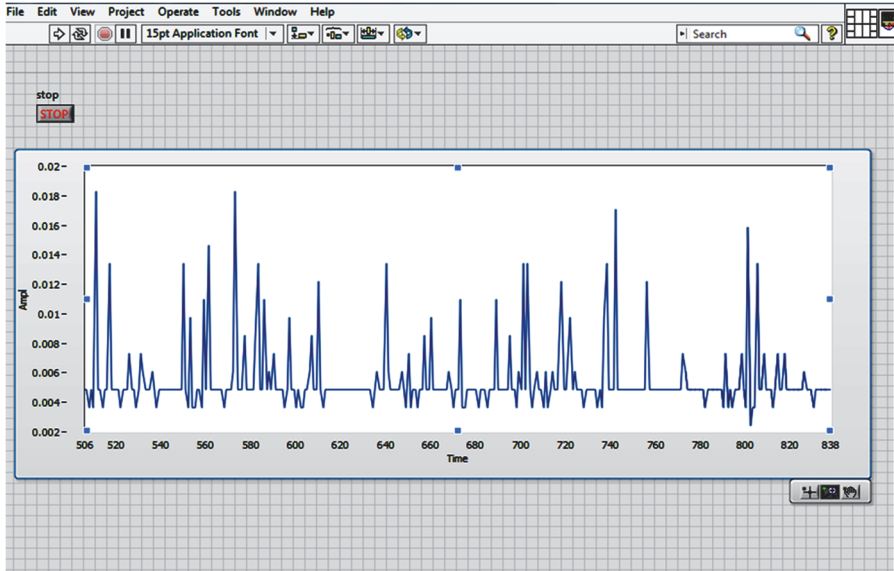 File Edit View Project Operate Tools Window Help
15pt Application Font Search ?
stop
STOP
0.02
0.018
0.016
0.014
0.012
0.01
0.008
0.006
0.004
0.002
Ampl
506 520 540 560 580 600 620 640 660 680 700 720 740 760 780 800 820 838
Time